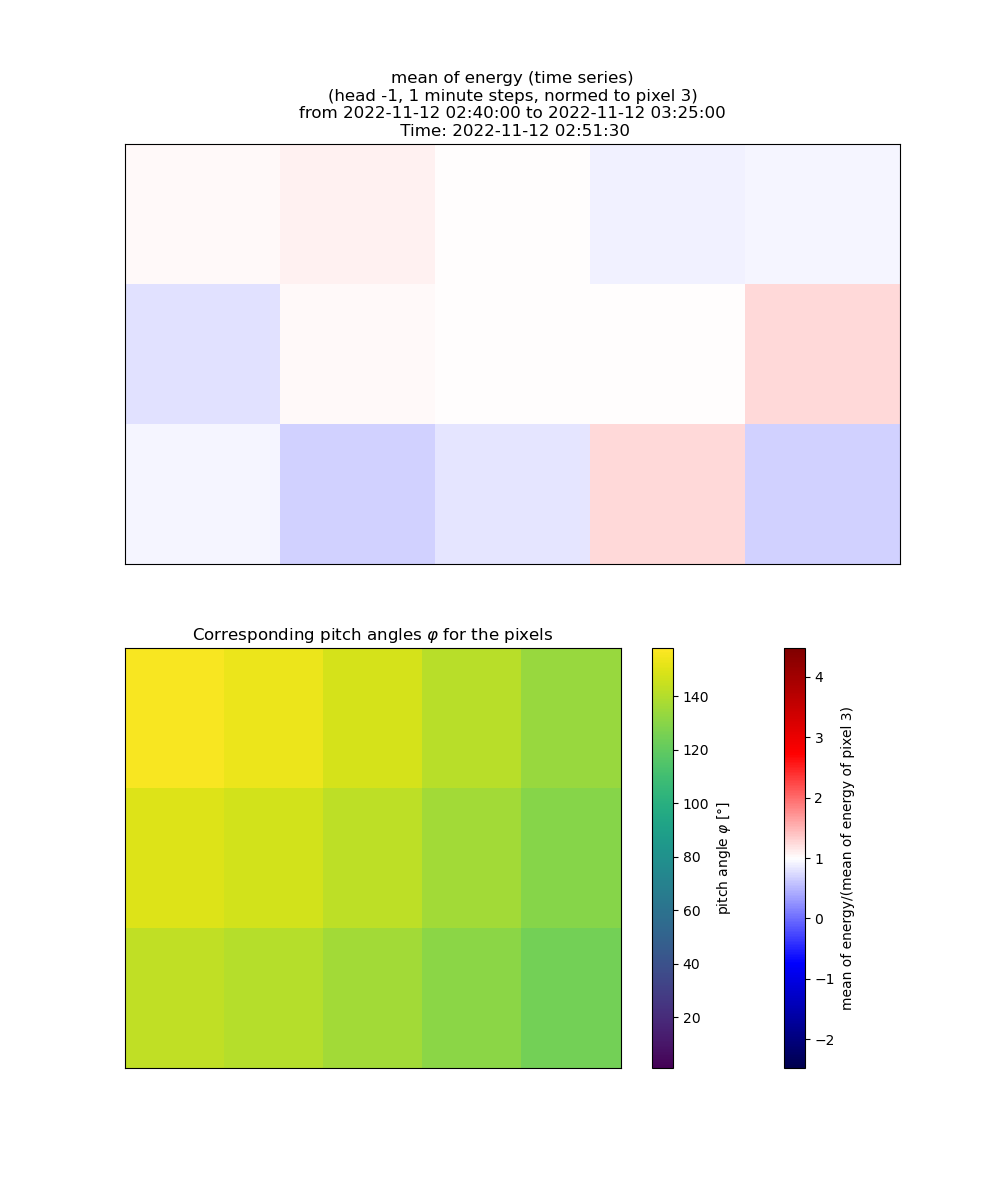 mean of energy (time series)
(head -1, 1 minute steps, normed to pixel 3)
from 2022-11-12 02:40:00 to 2022-11-12 03:25:00
Time: 2022-11-12 02:51:30
Corresponding pitch angles φ for the pixels
140
120
100
80
60
40
20
pitch angle φ [°]
4
3
2
1
0
−1
−2
mean of energy/(mean of energy of pixel 3)